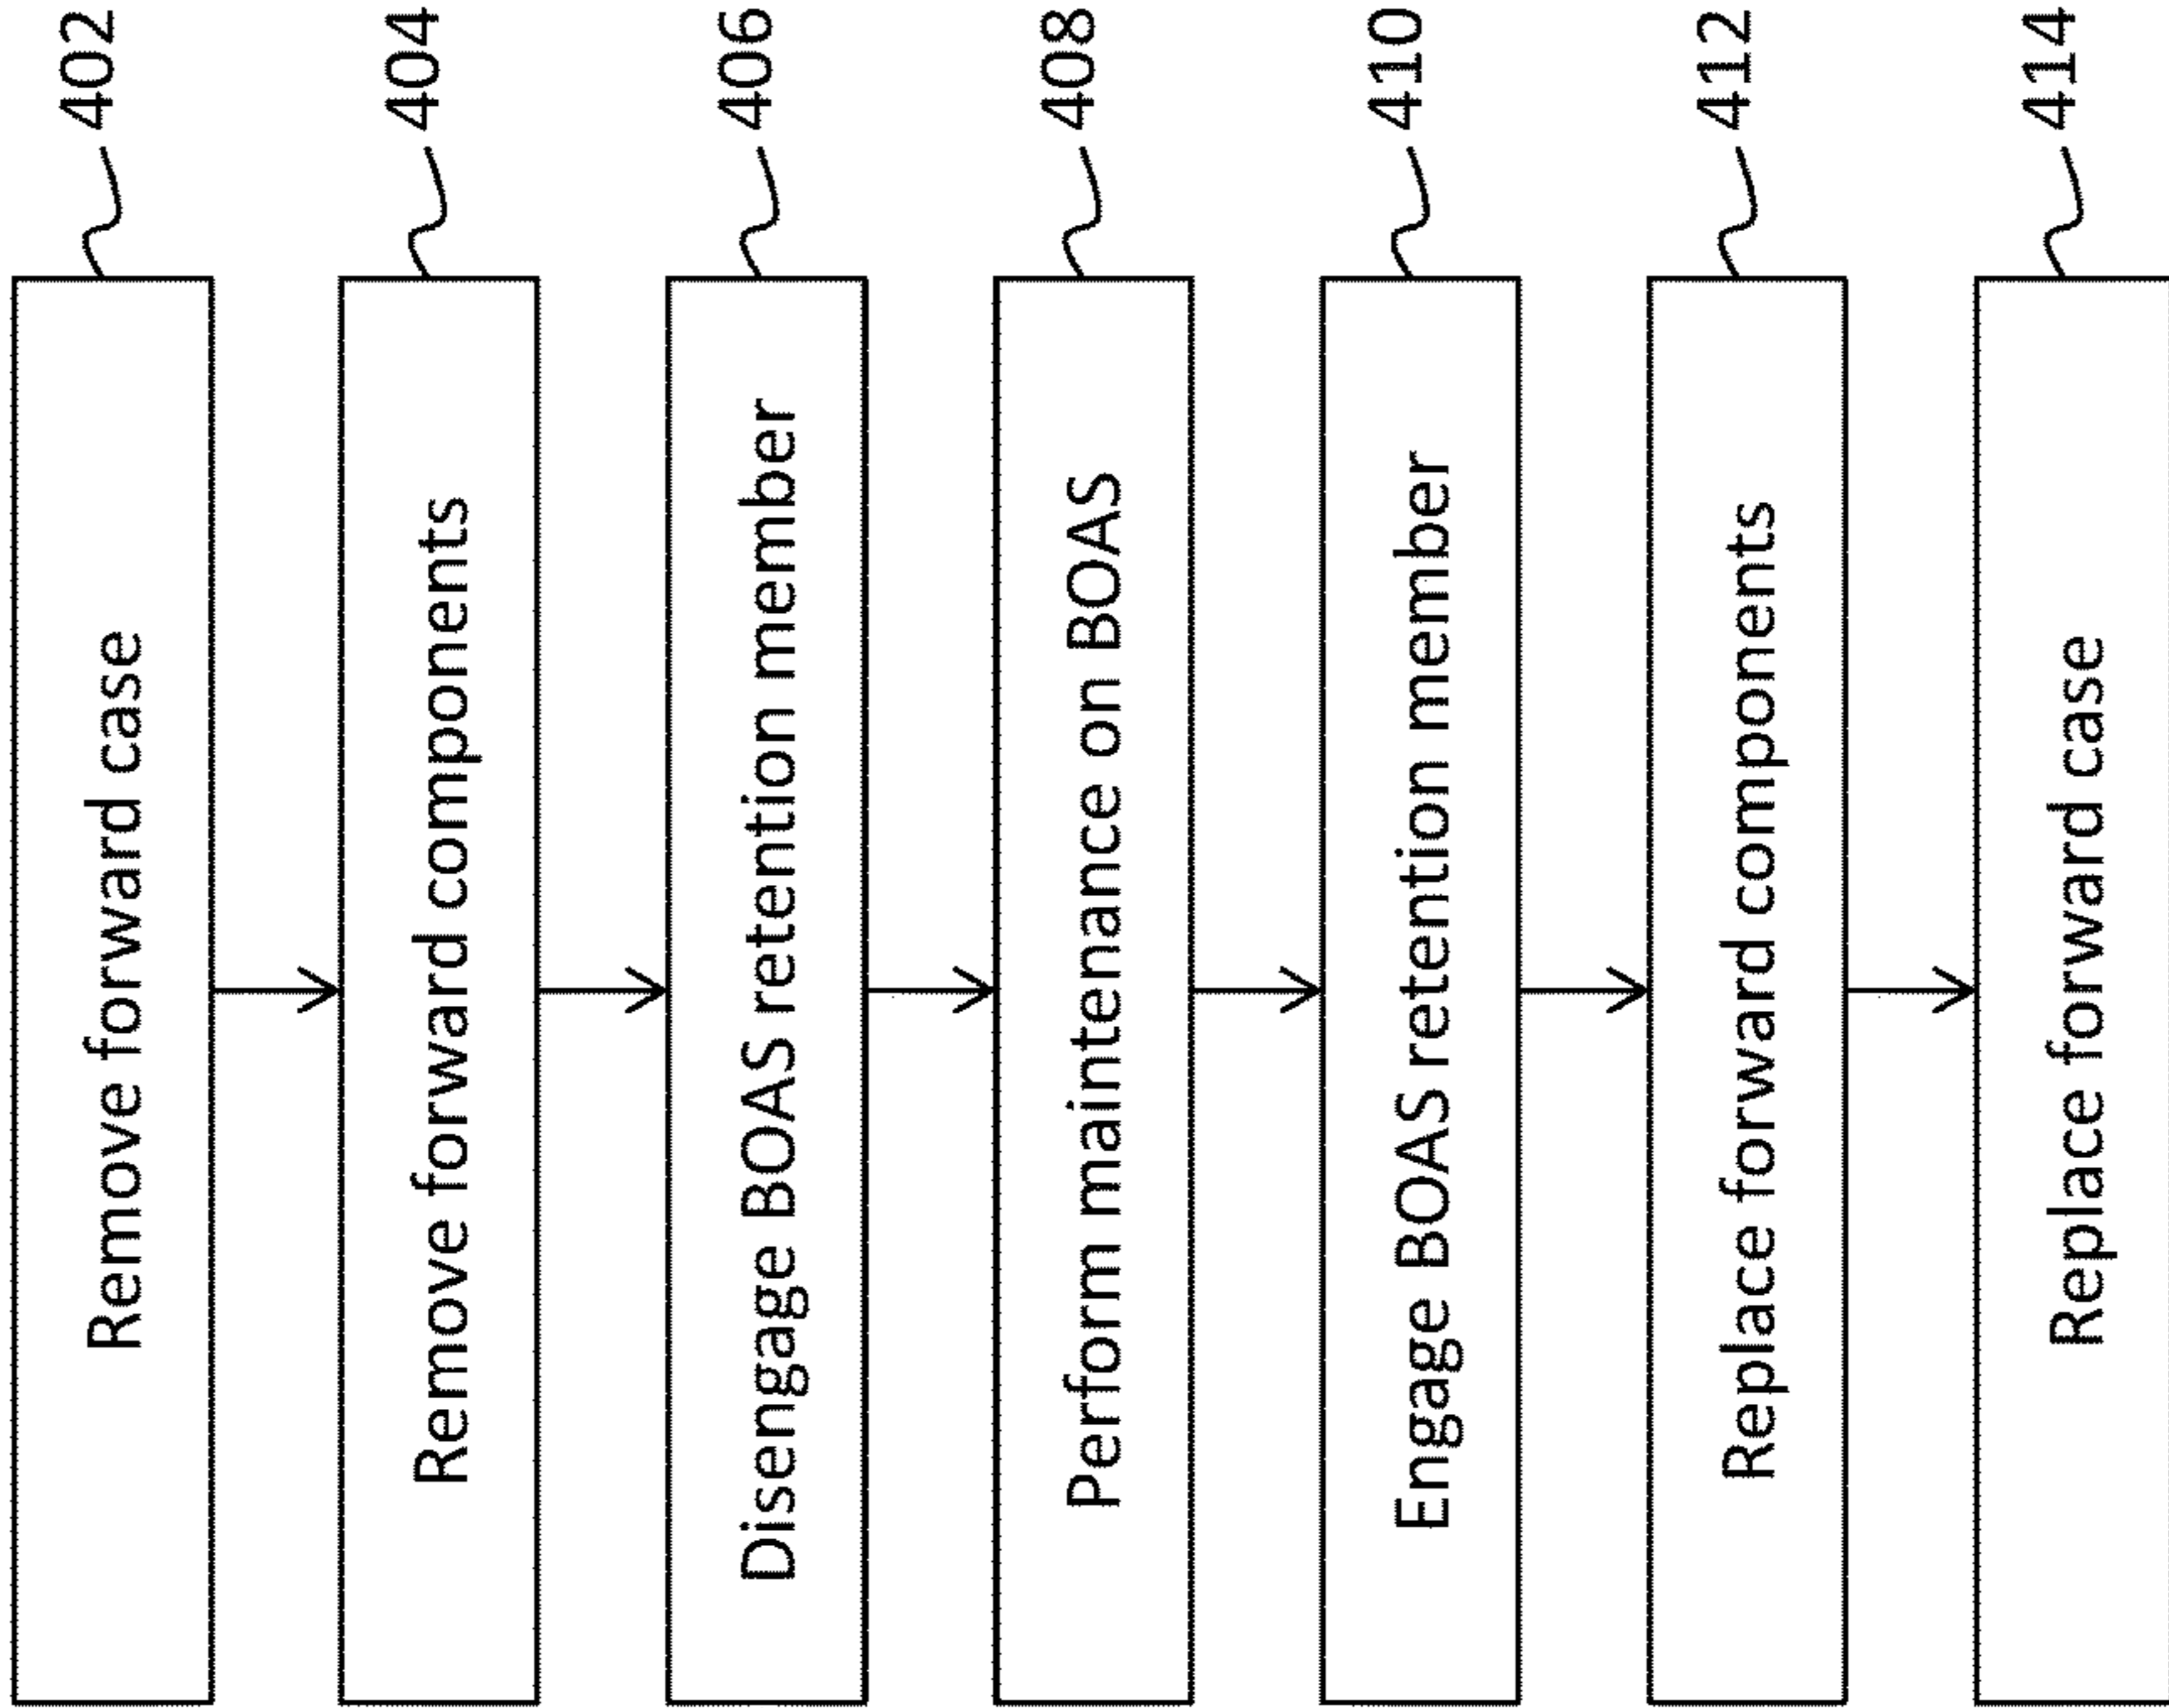 Remove forward case
402
Remove forward components
404
Disengage BOAS retention member
406
Perform maintenance on BOAS
408
Engage BOAS retention member
410
Replace forward components
412
Replace forward case
414